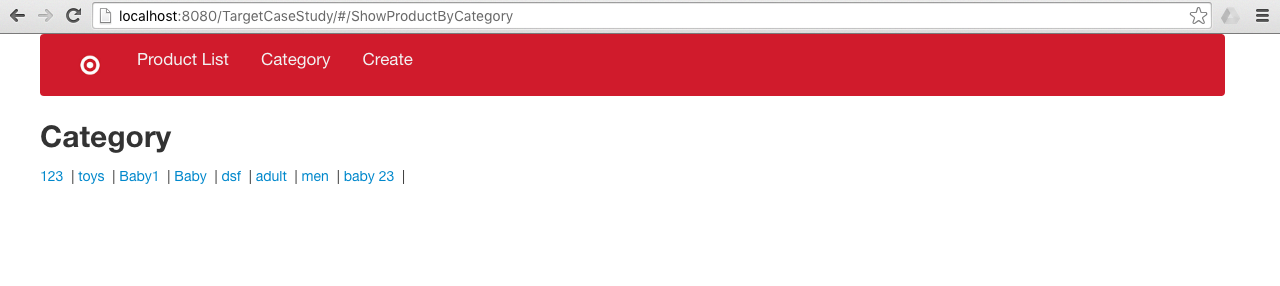 localhost:8080/TargetCaseStudy/#/ShowProductByCategory
Product List Category Create
Category
123 | toys | Baby1 | Baby | dsf | adult | men | baby 23 |